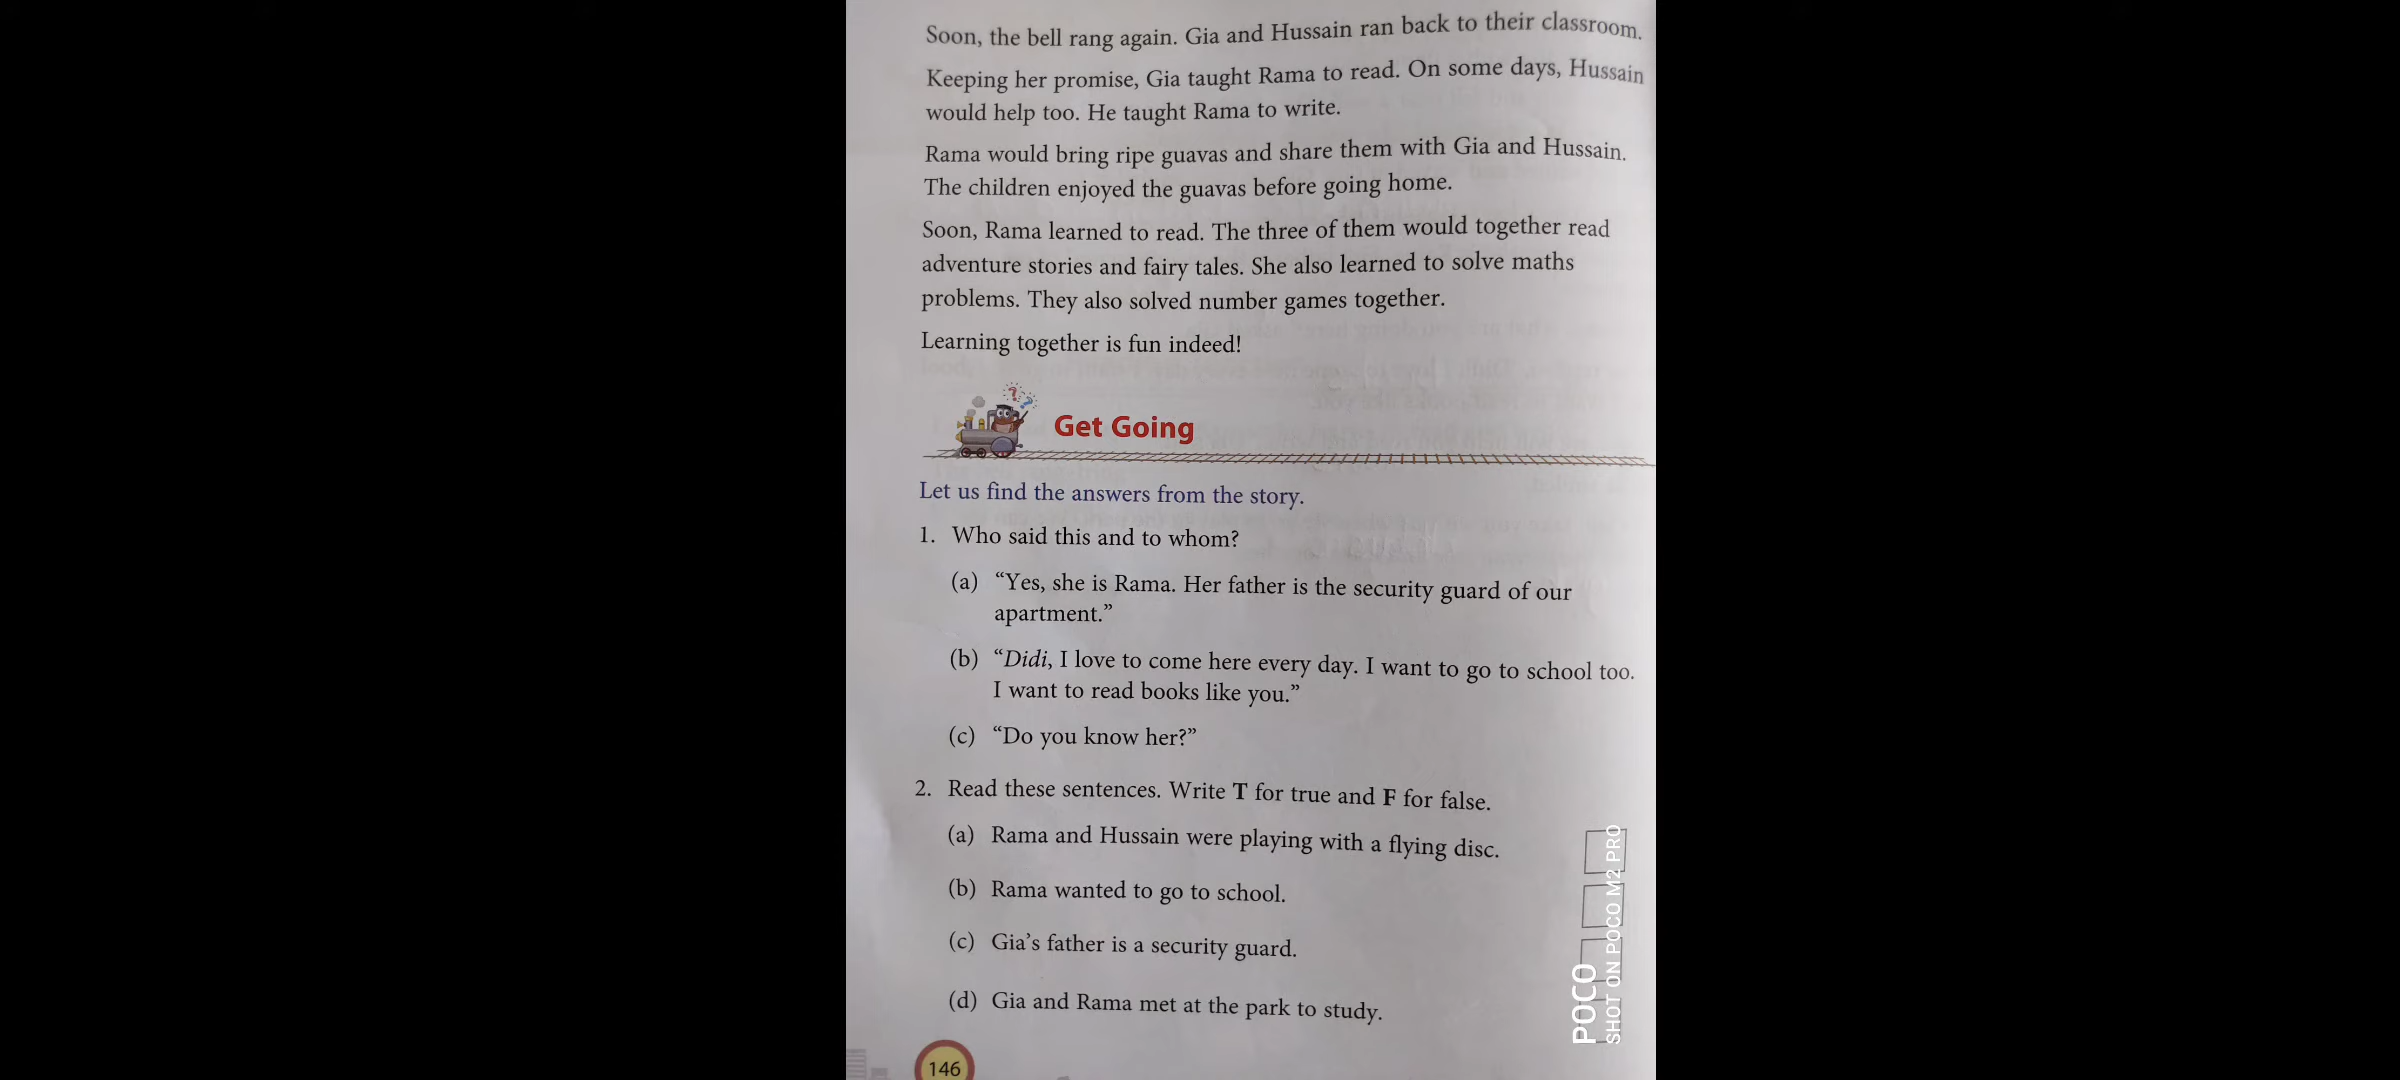 Soon, the bell rang again. Gia and Hussain ran back to their classroom.
Keeping her promise, Gia taught Rama to read. On some days, Hussain
would help too. He taught Rama to write.
Rama would bring ripe guavas and share them with Gia and Hussain.
The children enjoyed the guavas before going home.
Soon, Rama learned to read. The three of them would together read
adventure stories and fairy tales. She also learned to solve maths
problems. They also solved number games together.
Learning together is fun indeed!
Get Going
Let us find the answers from the story.
1. Who said this and to whom?
(a) “Yes, she is Rama. Her father is the security guard of our
apartment.”
(b) “Didi, I love to come here every day. I want to go to school too.
I want to read books like you.”
(c) “Do you know her?”
2. Read these sentences. Write T for true and F for false.
(a) Rama and Hussain were playing with a flying disc.
(b) Rama wanted to go to school.
(c) Gia’s father is a security guard.
(d) Gia and Rama met at the park to study.
146
POCO
SHOT ON POCO M2 PRO